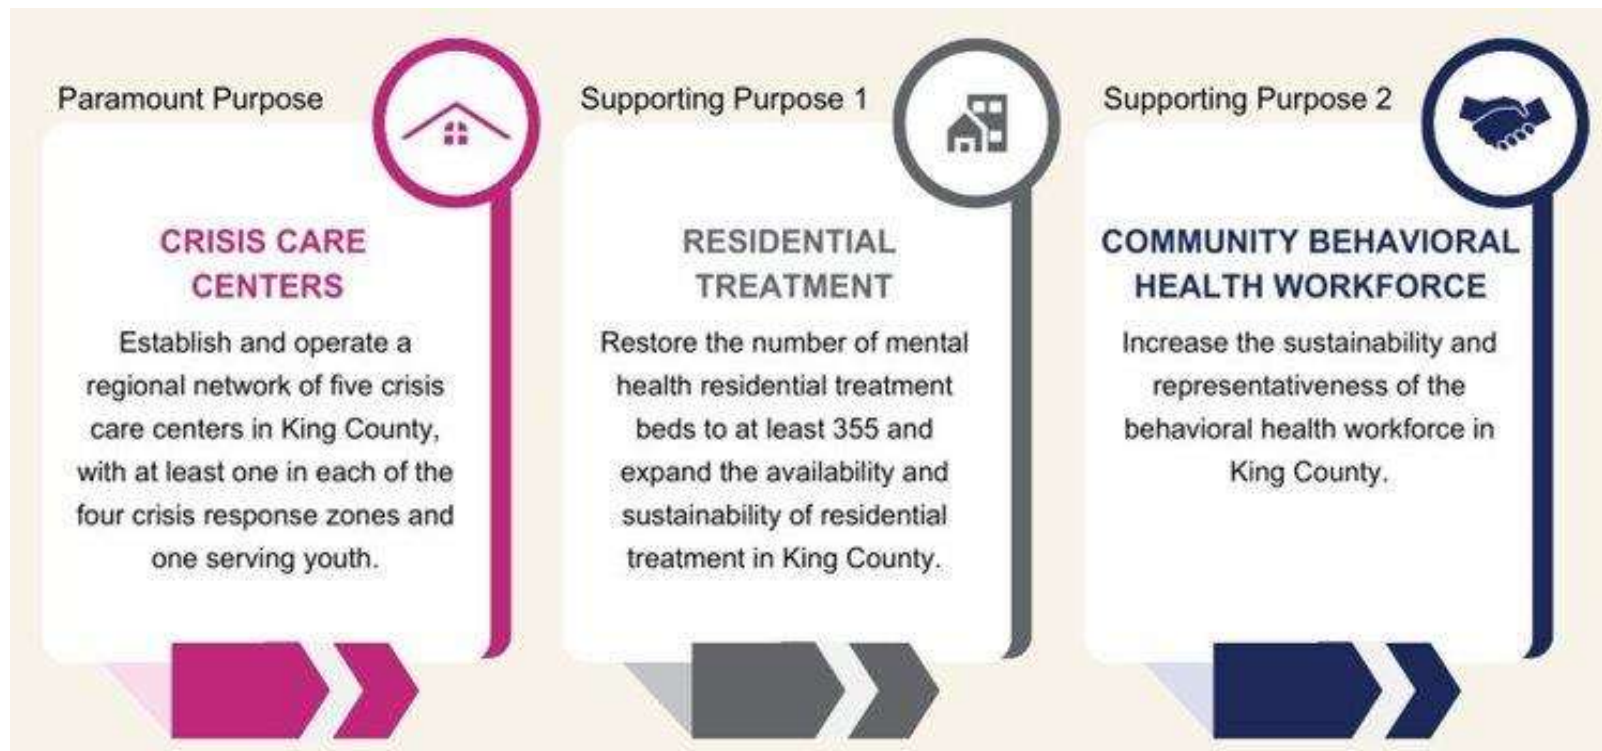 Paramount Purpose
CRISIS CARE
CENTERS
Establish and operate a
regional network of five crisis
care centers in King County,
with at least one in each of the
four crisis response zones and
one serving youth.
Supporting Purpose 1
RESIDENTIAL
TREATMENT
Restore the number of mental
health residential treatment
beds to at least 355 and
expand the availability and
sustainability of residential
treatment in King County.
Supporting Purpose 2
COMMUNITY BEHAVIORAL
HEALTH WORKFORCE
Increase the sustainability and
representativeness of the
behavioral health workforce in
King County.